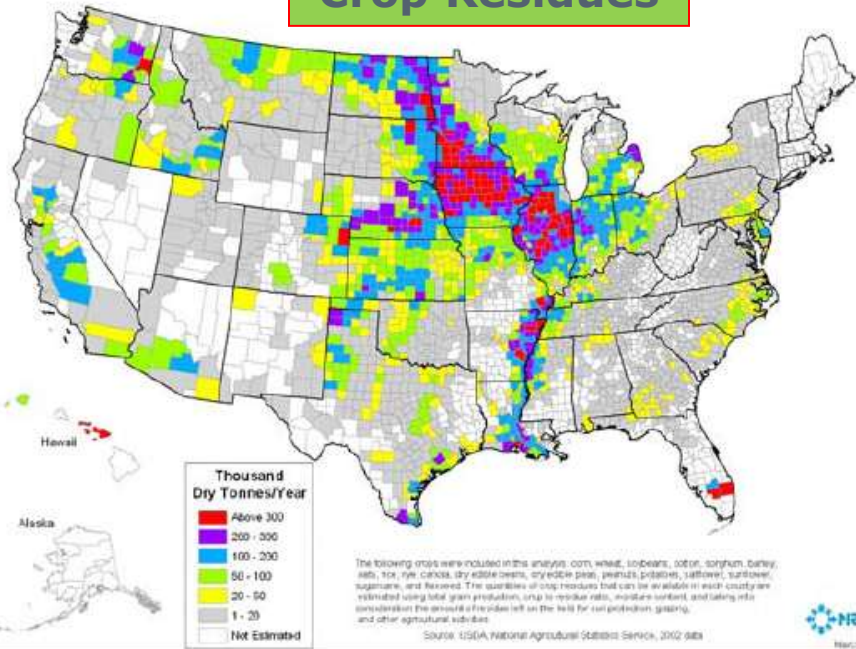 Crop Residues
Hawaii
Alaska
Thousand
Dry Tonnes/Year
Above 300
200 - 300
100 - 200
50 - 100
20 - 50
1 - 20
Not Estimated
The following crops were included in this analysis: corn, wheat, soybeans, cotton, sorghum, barley,
oats, rice, rye, canola, dry edible beans, dry edible peas, peanuts, potatoes, safflower, sunflower,
sugarcane, and flaxseed. The quantities of crop residues that can be available in each county are
estimated using total grain production, crop to residue ratio, moisture content, and taking into
consideration the amount of residue left on the field for soil protection, grazing,
and other agricultural activities
Source: USDA, National Agricultural Statistics Service, 2002 data